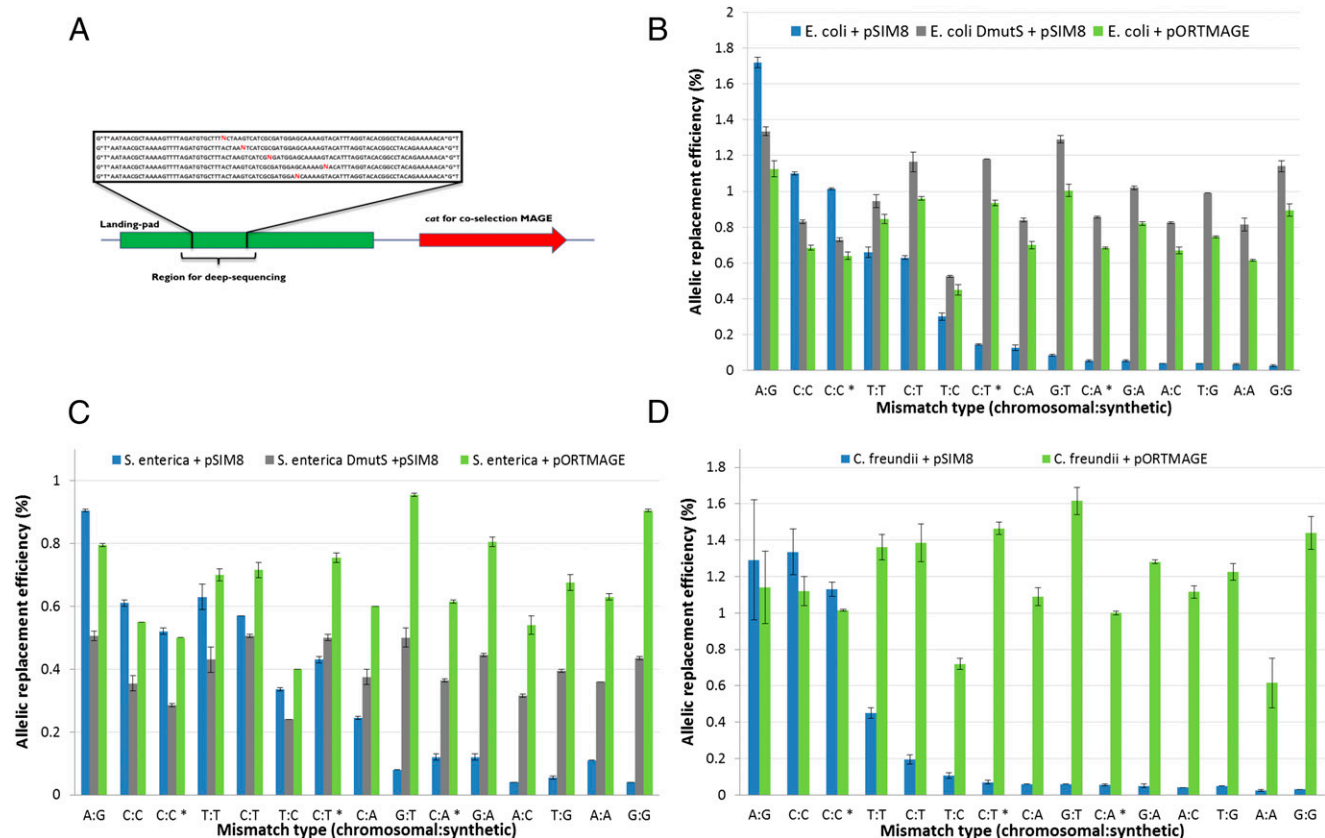 A
G*T*AATAACGCTAAAAGTTTTAGATGTGCTTTNCTAAGTCATCGCGATGGAGCAAAAGTACATTTAGGTACACGGCCTACAGAAAAACA*G*T
G*T*AATAACGCTAAAAGTTTTAGATGTGCTTTACTAANTCATCGCGATGGAGCAAAAGTACATTTAGGTACACGGCCTACAGAAAAACA*G*T
G*T*AATAACGCTAAAAGTTTTAGATGTGCTTTACTAAGTCATCGNGATGGAGCAAAAGTACATTTAGGTACACGGCCTACAGAAAAACA*G*T
G*T*AATAACGCTAAAAGTTTTAGATGTGCTTTACTAAGTCATCGCGATGGAGCAAAAGNACATTTAGGTACACGGCCTACAGAAAAACA*G*T
G*T*AATAACGCTAAAAGTTTTAGATGTGCTTTACTAAGTCATCGCGATGGANCAAAAGTACATTTAGGTACACGGCCTACAGAAAAACA*G*T
Landing-pad
cat for co-selection MAGE
Region for deep-sequencing
B
E. coli + pSIM8 E. coli DmutS + pSIM8 E. coli + pORTMAGE
Allelic replacement efficiency (%)
2
1.8
1.6
1.4
1.2
1
0.8
0.6
0.4
0.2
0
A:G C:C C:C * T:T C:T T:C C:T * C:A G:T C:A * G:A A:C T:G A:A G:G
Mismatch type (chromosomal:synthetic)
C
S. enterica + pSIM8 S. enterica DmutS +pSIM8 S. enterica + pORTMAGE
Allelic replacement efficiency (%)
1
0.8
0.6
0.4
0.2
0
A:G C:C C:C * T:T C:T T:C C:T * C:A G:T C:A * G:A A:C T:G A:A G:G
Mismatch type (chromosomal:synthetic)
D
C. freundii + pSIM8 C. freundii + pORTMAGE
Allelic replacement efficiency (%)
1.8
1.6
1.4
1.2
1
0.8
0.6
0.4
0.2
0
A:G C:C C:C * T:T C:T T:C C:T * C:A G:T C:A * G:A A:C T:G A:A G:G
Mismatch type (chromosomal:synthetic)